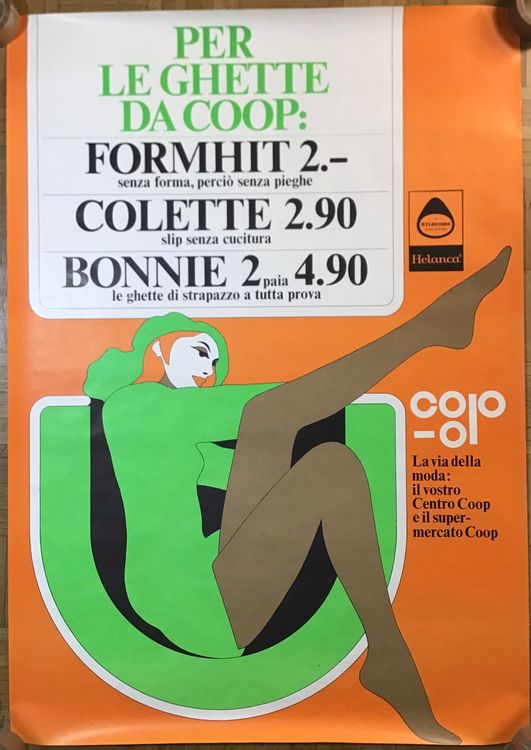 PER
LE GHETTE
DA COOP:
FORMHIT 2.–
senza forma, perciò senza pieghe
COLETTE 2.90
slip senza cucitura
BONNIE 2 paia 4.90
le ghette di strapazzo a tutta prova
NYLSUISSE
Helanca®
coop
La via della
moda:
il vostro
Centro Coop
e il super-
mercato Coop